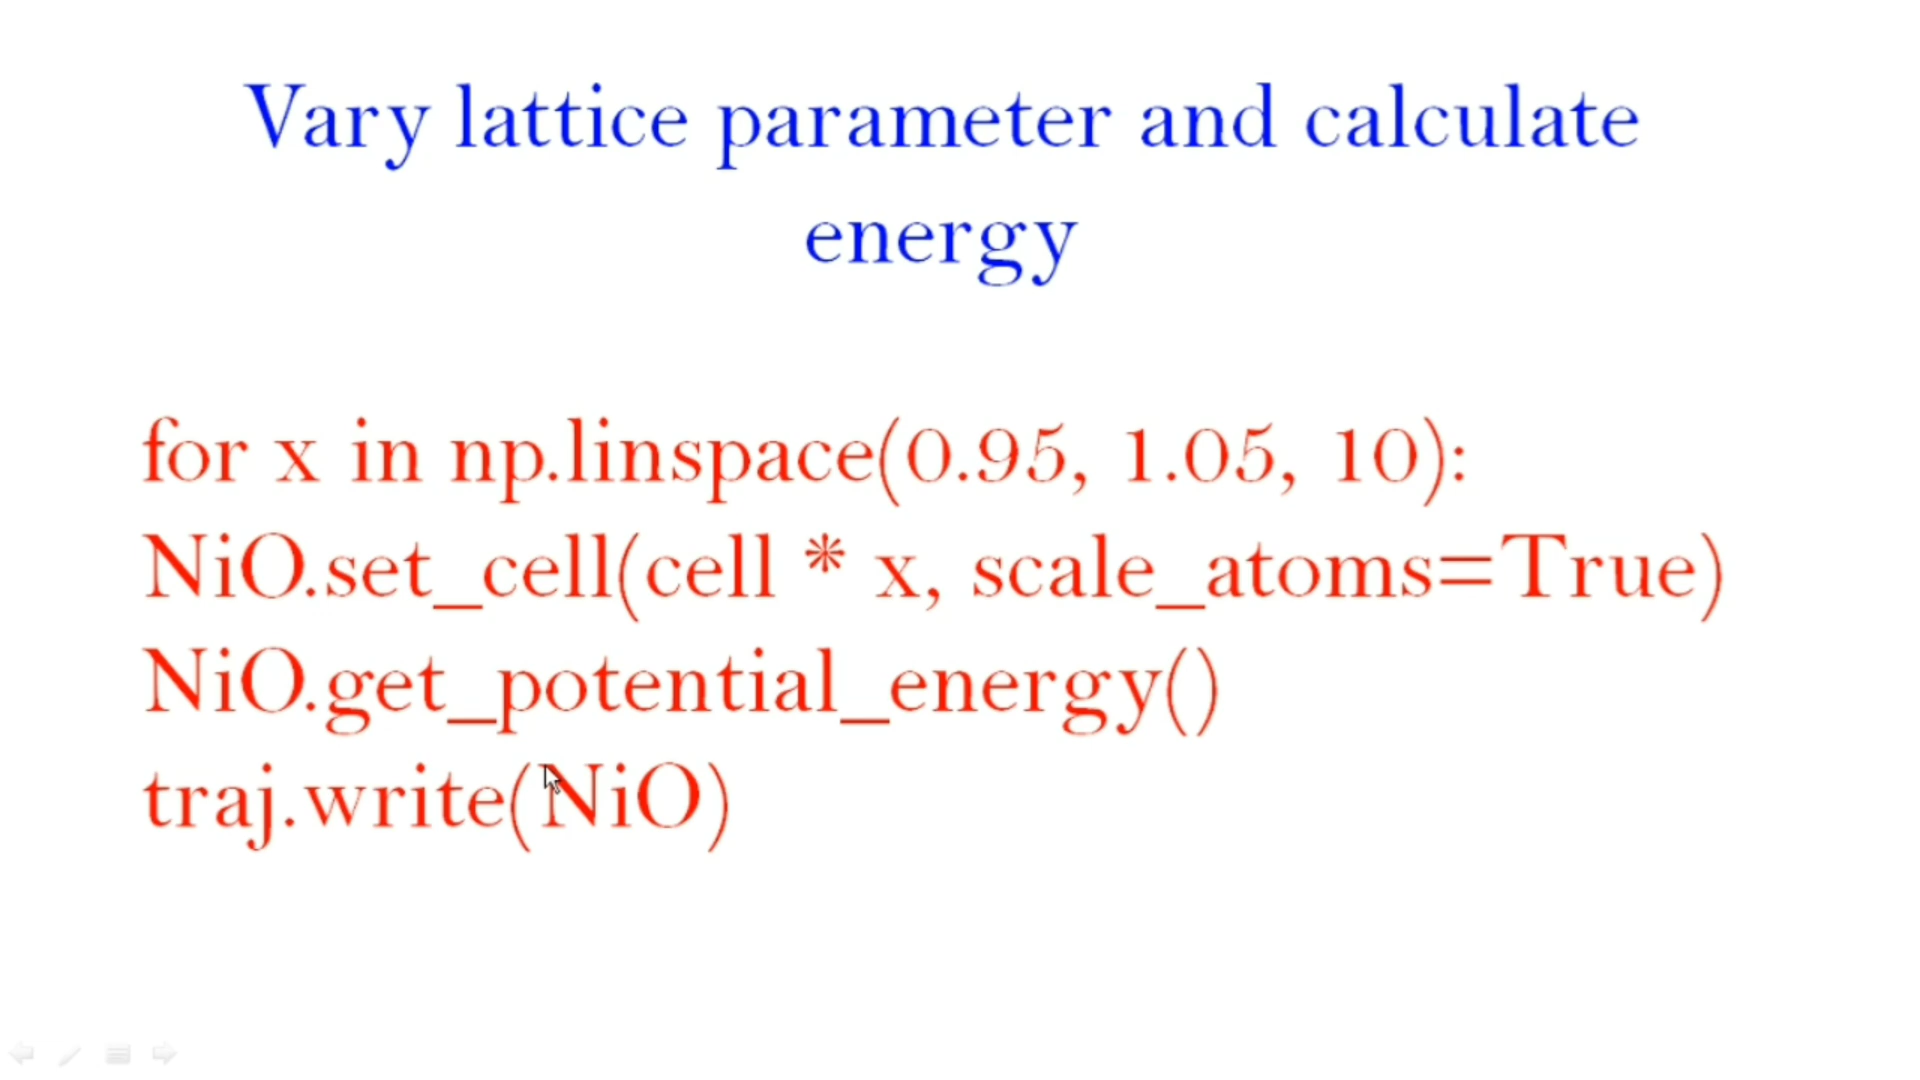 Vary lattice parameter and calculate
energy
for x in np.linspace(0.95, 1.05, 10):
NiO.set_cell(cell * x, scale_atoms=True)
NiO.get_potential_energy()
traj.write(NiO)